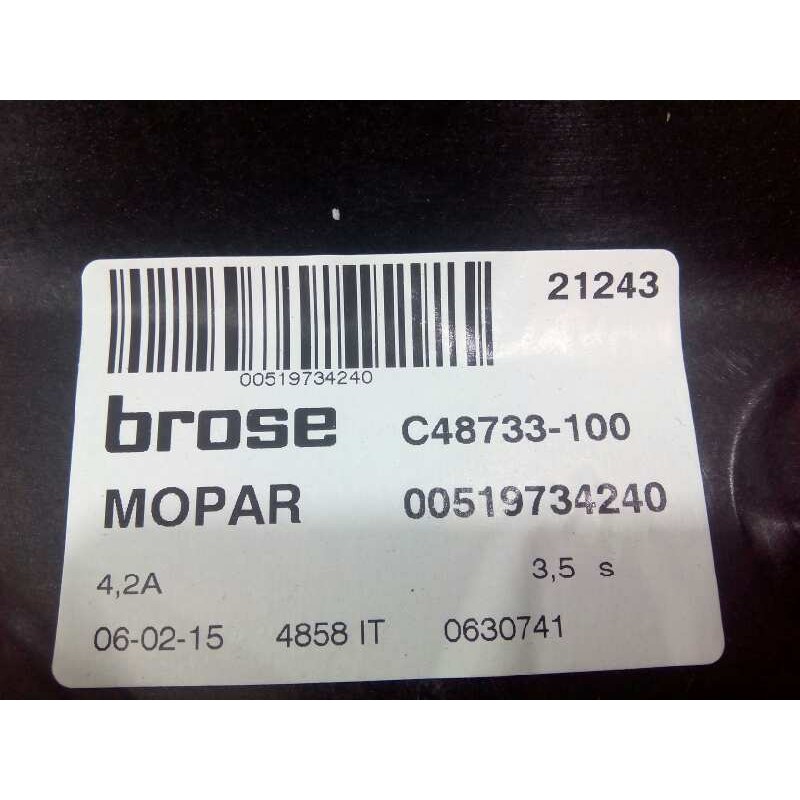 21243
00519734240
brose C48733-100
MOPAR 00519734240
4,2A 3,5 s
06-02-15 4858 IT 0630741